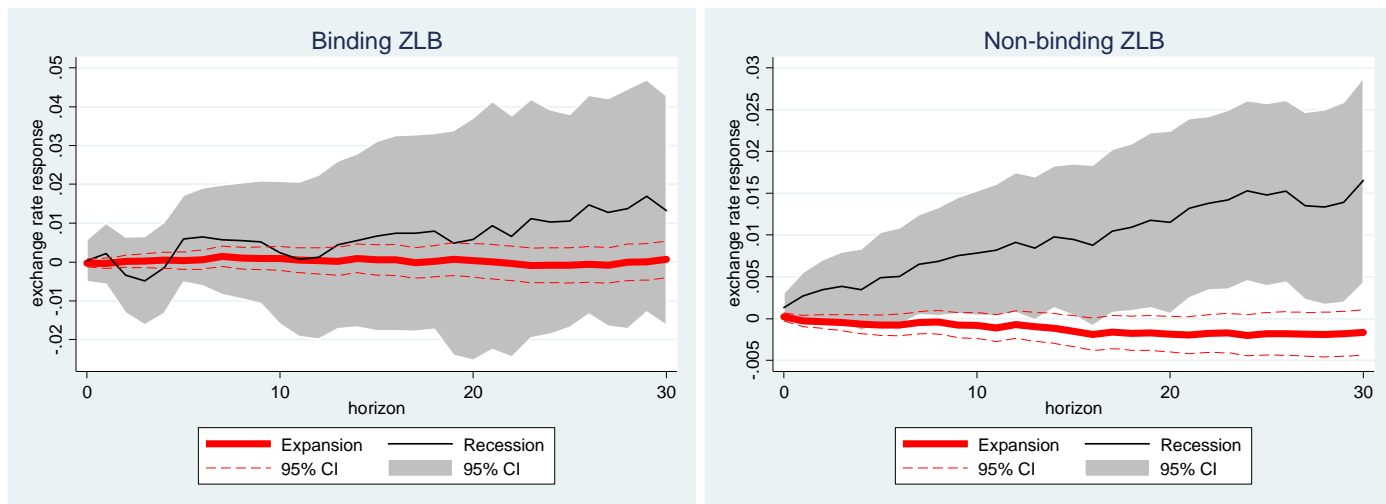 Binding ZLB
exchange rate response
.05
.04
.03
.02
.01
0
-.01
-.02
0
10
20
30
horizon
Expansion
Recession
95% CI
95% CI
Non-binding ZLB
exchange rate response
.03
.025
.02
.015
.01
.005
0
-.005
0
10
20
30
horizon
Expansion
Recession
95% CI
95% CI